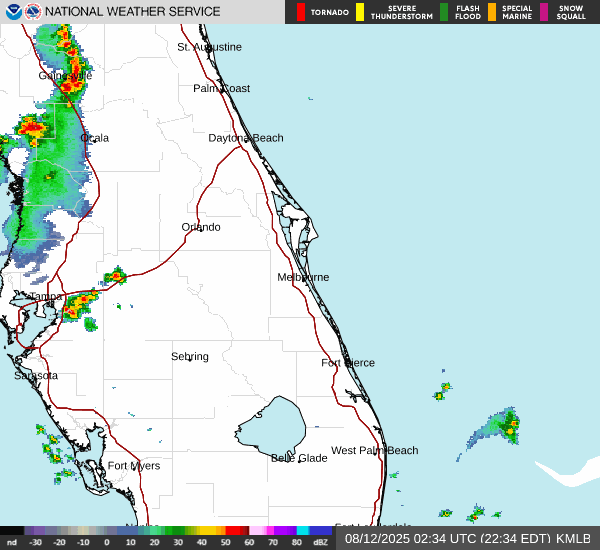 NATIONAL WEATHER SERVICE
TORNADO
SEVERE THUNDERSTORM
FLASH FLOOD
SPECIAL MARINE
SNOW SQUALL
St. Augustine
Gainesville
Palm Coast
Ocala
Daytona Beach
Orlando
Melbourne
Tampa
Sebring
Fort Pierce
Sarasota
West Palm Beach
Belle Glade
Fort Myers
nd -30 -20 -10 0 10 20 30 40 50 60 70 80 dBZ
08/12/2025 02:34 UTC (22:34 EDT) KMLB